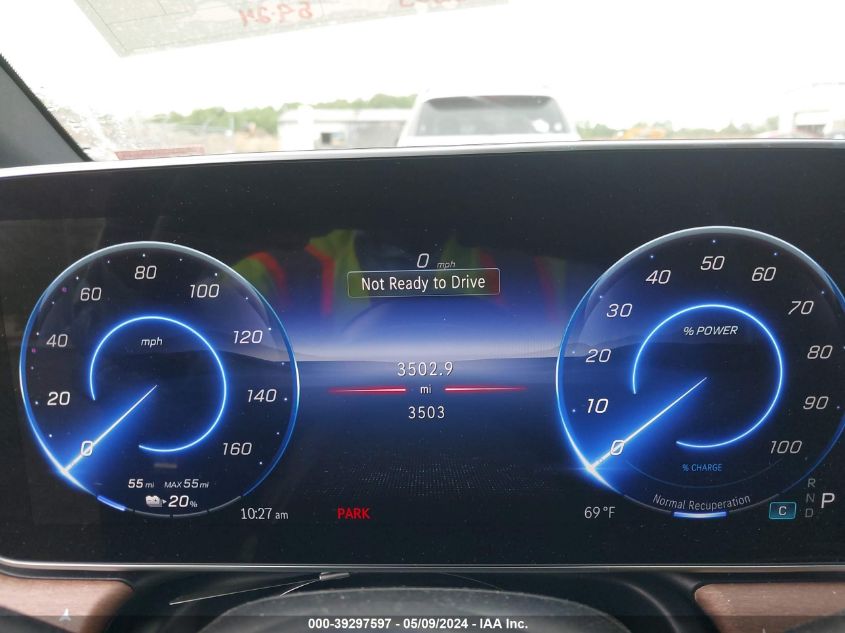 0 mph
Not Ready to Drive
3502.9
mi
3503
0
20
40
60
80
100
120
140
160
mph
55 mi MAX 55 mi
20%
10:27 am
PARK
69 °F
0
10
20
30
40
50
60
70
80
90
100
% POWER
% CHARGE
Normal Recuperation
C
R
N
D
P
000-39297597 - 05/09/2024 - IAA Inc.